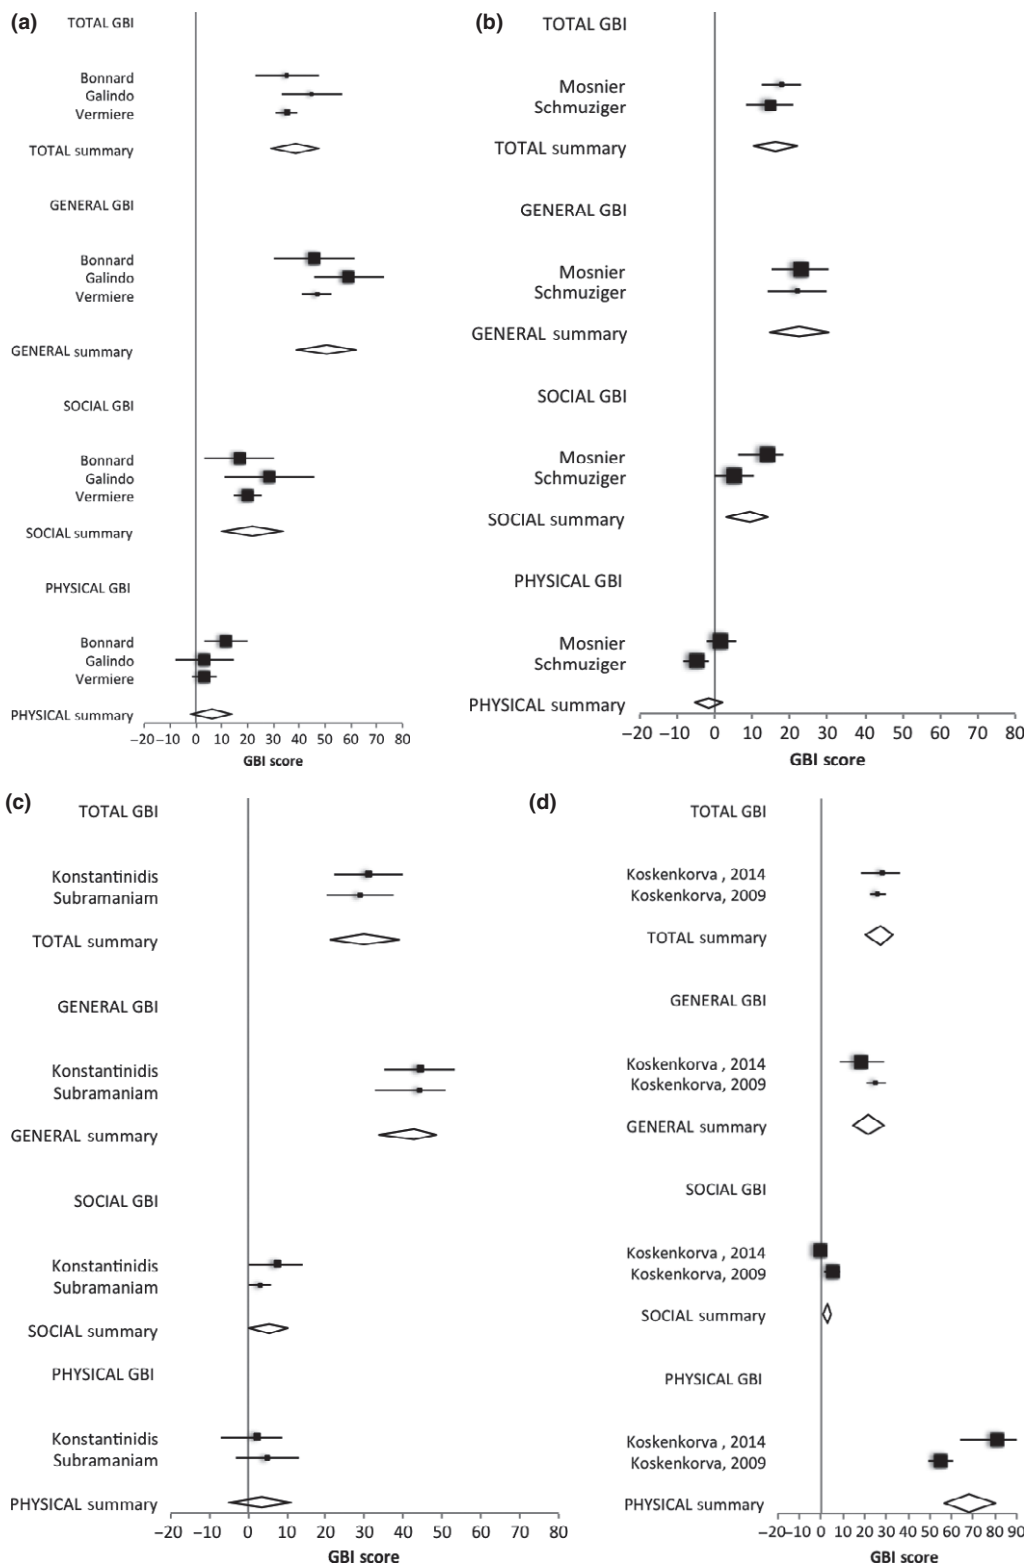 (a)
TOTAL GBI
Bonnard
Galindo
Vermiere
TOTAL summary
GENERAL GBI
Bonnard
Galindo
Vermiere
GENERAL summary
SOCIAL GBI
Bonnard
Galindo
Vermiere
SOCIAL summary
PHYSICAL GBI
Bonnard
Galindo
Vermiere
PHYSICAL summary
−20 −10 0 10 20 30 40 50 60 70 80
GBI score
(b)
TOTAL GBI
Mosnier
Schmuziger
TOTAL summary
GENERAL GBI
Mosnier
Schmuziger
GENERAL summary
SOCIAL GBI
Mosnier
Schmuziger
SOCIAL summary
PHYSICAL GBI
Mosnier
Schmuziger
PHYSICAL summary
−20 −10 0 10 20 30 40 50 60 70 80
GBI score
(c)
TOTAL GBI
Konstantinidis
Subramaniam
TOTAL summary
GENERAL GBI
Konstantinidis
Subramaniam
GENERAL summary
SOCIAL GBI
Konstantinidis
Subramaniam
SOCIAL summary
PHYSICAL GBI
Konstantinidis
Subramaniam
PHYSICAL summary
−20 −10 0 10 20 30 40 50 60 70 80
GBI score
(d)
TOTAL GBI
Koskenkorva , 2014
Koskenkorva, 2009
TOTAL summary
GENERAL GBI
Koskenkorva , 2014
Koskenkorva, 2009
GENERAL summary
SOCIAL GBI
Koskenkorva , 2014
Koskenkorva, 2009
SOCIAL summary
PHYSICAL GBI
Koskenkorva , 2014
Koskenkorva, 2009
PHYSICAL summary
−20 −10 0 10 20 30 40 50 60 70 80 90
GBI score